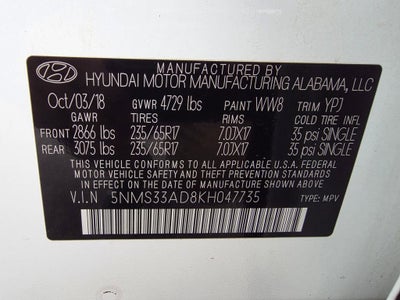 MANUFACTURED BY
HYUNDAI MOTOR MANUFACTURING ALABAMA, LLC
Oct/03/18 GVWR 4729 lbs PAINT WW8 TRIM YPJ
GAWR TIRES RIMS COLD TIRE INFL
FRONT 2866 lbs 235/65R17 7.0JX17 35 psi SINGLE
REAR 3075 lbs 235/65R17 7.0JX17 35 psi SINGLE
THIS VEHICLE CONFORMS TO ALL APPLICABLE U.S.A. FEDERAL
MOTOR VEHICLE SAFETY AND THEFT PREVENTION STANDARDS
IN EFFECT ON THE DATE OF MANUFACTURE SHOWN ABOVE.
V.I.N 5NMS33AD8KH047735
TYPE: MPV